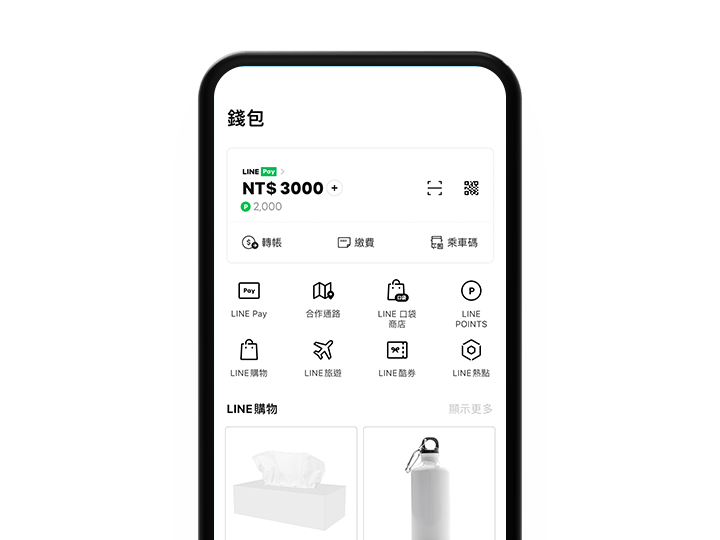 錢包
LINE Pay
NT$ 3000
P 2,000
轉帳 繳費 乘車碼
Pay P
口袋
LINE Pay 合作通路 LINE 口袋商店 LINE POINTS
LINE購物 LINE旅遊 LINE酷券 LINE熱點
LINE購物 顯示更多